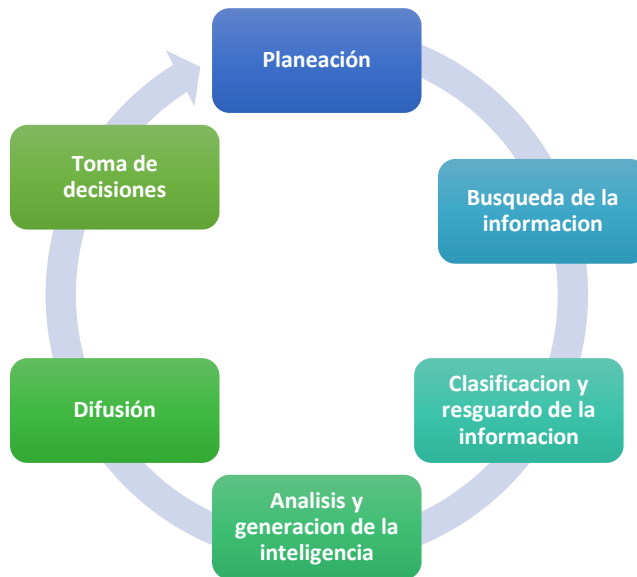 Planeación
Busqueda de la
informacion
Clasificacion y
resguardo de la
informacion
Analisis y
generacion de la
inteligencia
Difusión
Toma de
decisiones